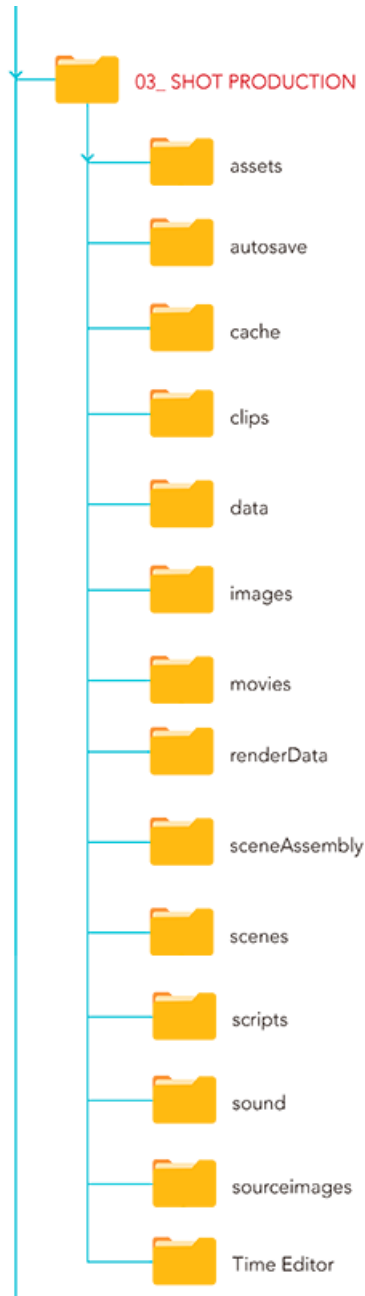 03_ SHOT PRODUCTION
assets
autosave
cache
clips
data
images
movies
renderData
sceneAssembly
scenes
scripts
sound
sourceimages
Time Editor